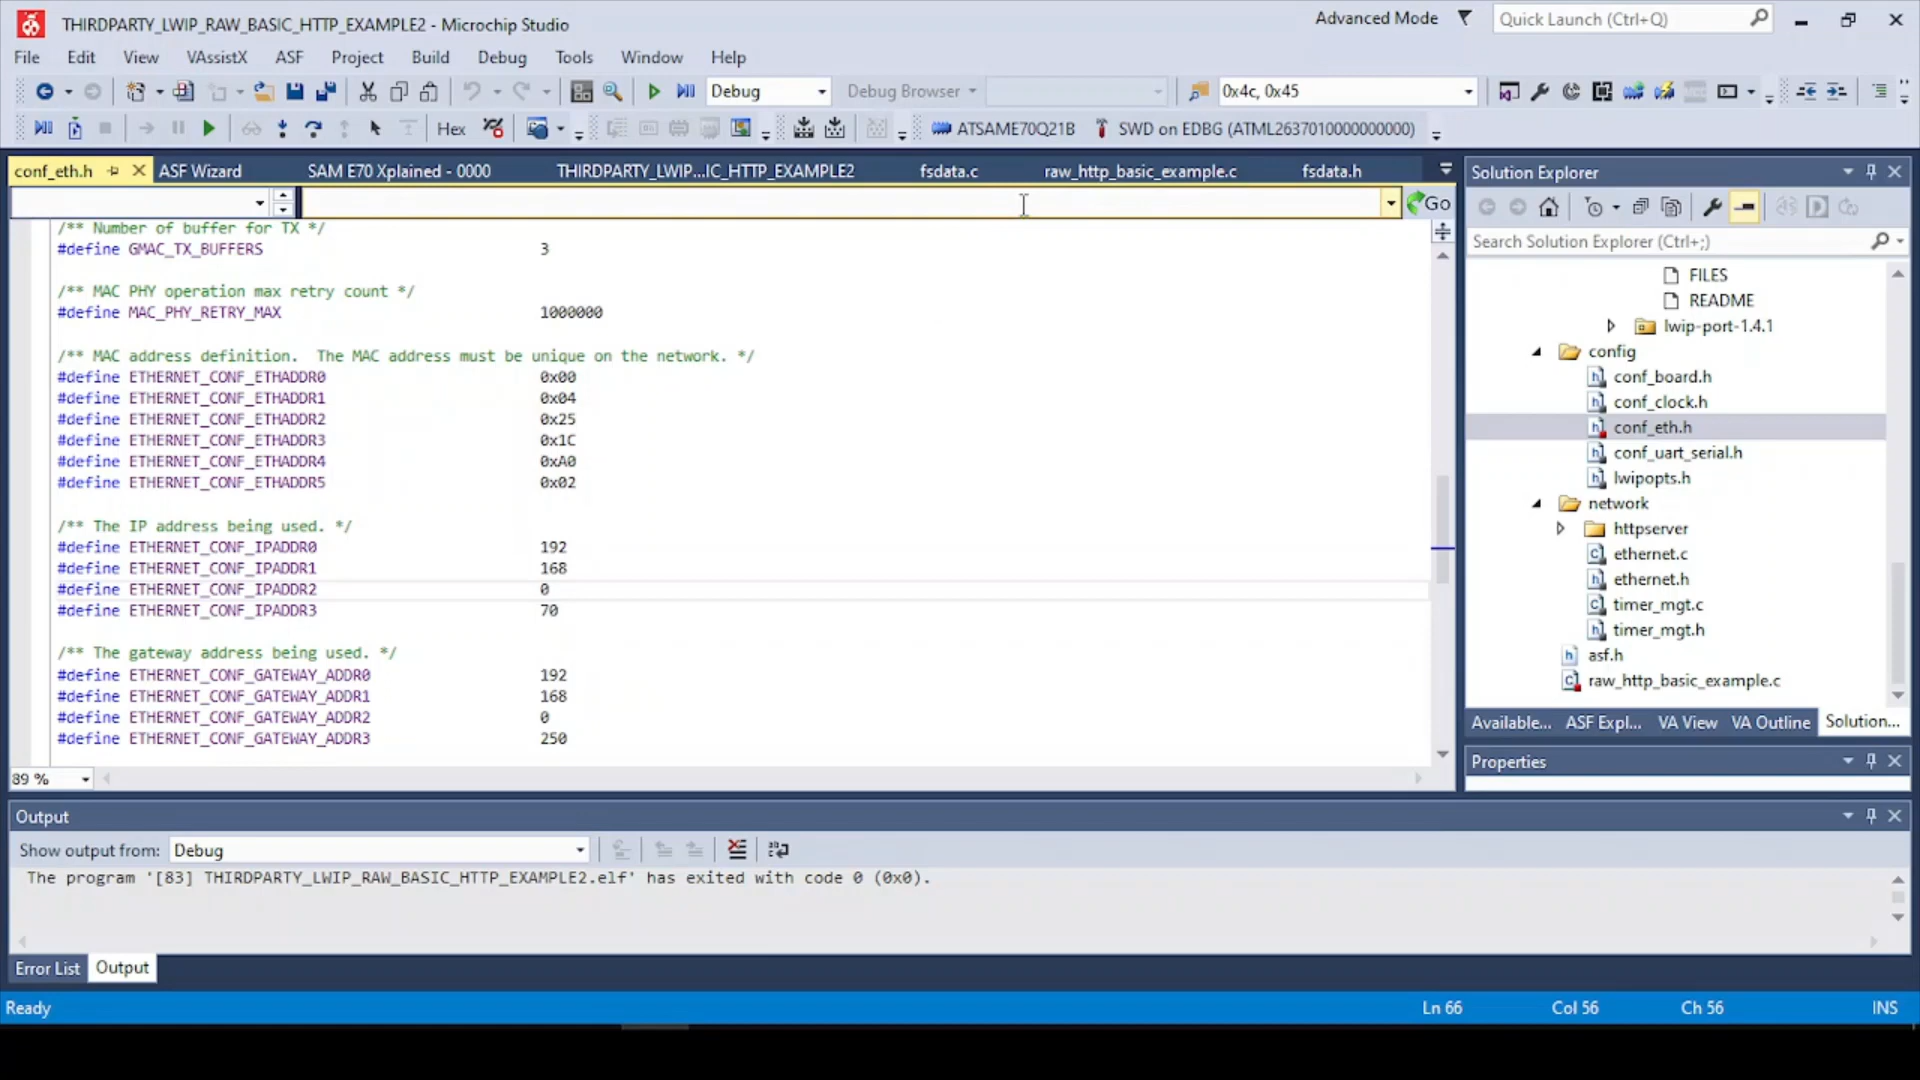 THIRDPARTY_LWIP_RAW_BASIC_HTTP_EXAMPLE2 - Microchip Studio
Advanced Mode
Quick Launch (Ctrl+Q)
File Edit View VAssistX ASF Project Build Debug Tools Window Help
Debug Debug Browser 0x4c, 0x45
Hex ATSAME70Q21B SWD on EDBG (ATML2637010000000000)
conf_eth.h ASF Wizard SAM E70 Xplained - 0000 THIRDPARTY_LWIP...IC_HTTP_EXAMPLE2 fsdata.c raw_http_basic_example.c fsdata.h
Go
/** Number of buffer for TX */
#define GMAC_TX_BUFFERS 3
/** MAC PHY operation max retry count */
#define MAC_PHY_RETRY_MAX 1000000
/** MAC address definition.  The MAC address must be unique on the network. */
#define ETHERNET_CONF_ETHADDR0 0x00
#define ETHERNET_CONF_ETHADDR1 0x04
#define ETHERNET_CONF_ETHADDR2 0x25
#define ETHERNET_CONF_ETHADDR3 0x1C
#define ETHERNET_CONF_ETHADDR4 0xA0
#define ETHERNET_CONF_ETHADDR5 0x02
/** The IP address being used. */
#define ETHERNET_CONF_IPADDR0 192
#define ETHERNET_CONF_IPADDR1 168
#define ETHERNET_CONF_IPADDR2 0
#define ETHERNET_CONF_IPADDR3 70
/** The gateway address being used. */
#define ETHERNET_CONF_GATEWAY_ADDR0 192
#define ETHERNET_CONF_GATEWAY_ADDR1 168
#define ETHERNET_CONF_GATEWAY_ADDR2 0
#define ETHERNET_CONF_GATEWAY_ADDR3 250
89 %
Solution Explorer
Search Solution Explorer (Ctrl+;)
FILES
README
lwip-port-1.4.1
config
conf_board.h
conf_clock.h
conf_eth.h
conf_uart_serial.h
lwipopts.h
network
httpserver
ethernet.c
ethernet.h
timer_mgt.c
timer_mgt.h
asf.h
raw_http_basic_example.c
Available... ASF Expl... VA View VA Outline Solution...
Properties
Output
Show output from: Debug
The program '[83] THIRDPARTY_LWIP_RAW_BASIC_HTTP_EXAMPLE2.elf' has exited with code 0 (0x0).
Error List Output
Ready Ln 66 Col 56 Ch 56 INS